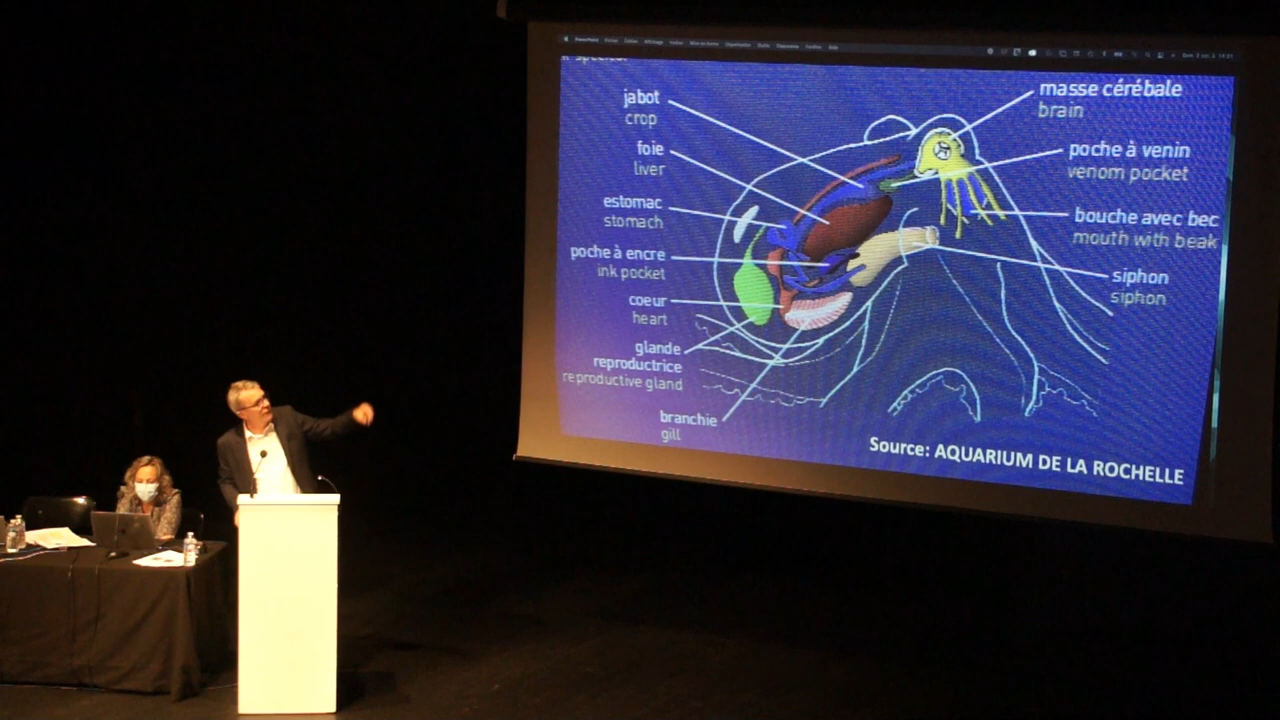 jabot
crop
foie
liver
estomac
stomach
poche à encre
ink pocket
coeur
heart
glande
reproductrice
reproductive gland
branchie
gill
masse cérébale
brain
poche à venin
venom pocket
bouche avec bec
mouth with beak
siphon
siphon
Source: AQUARIUM DE LA ROCHELLE